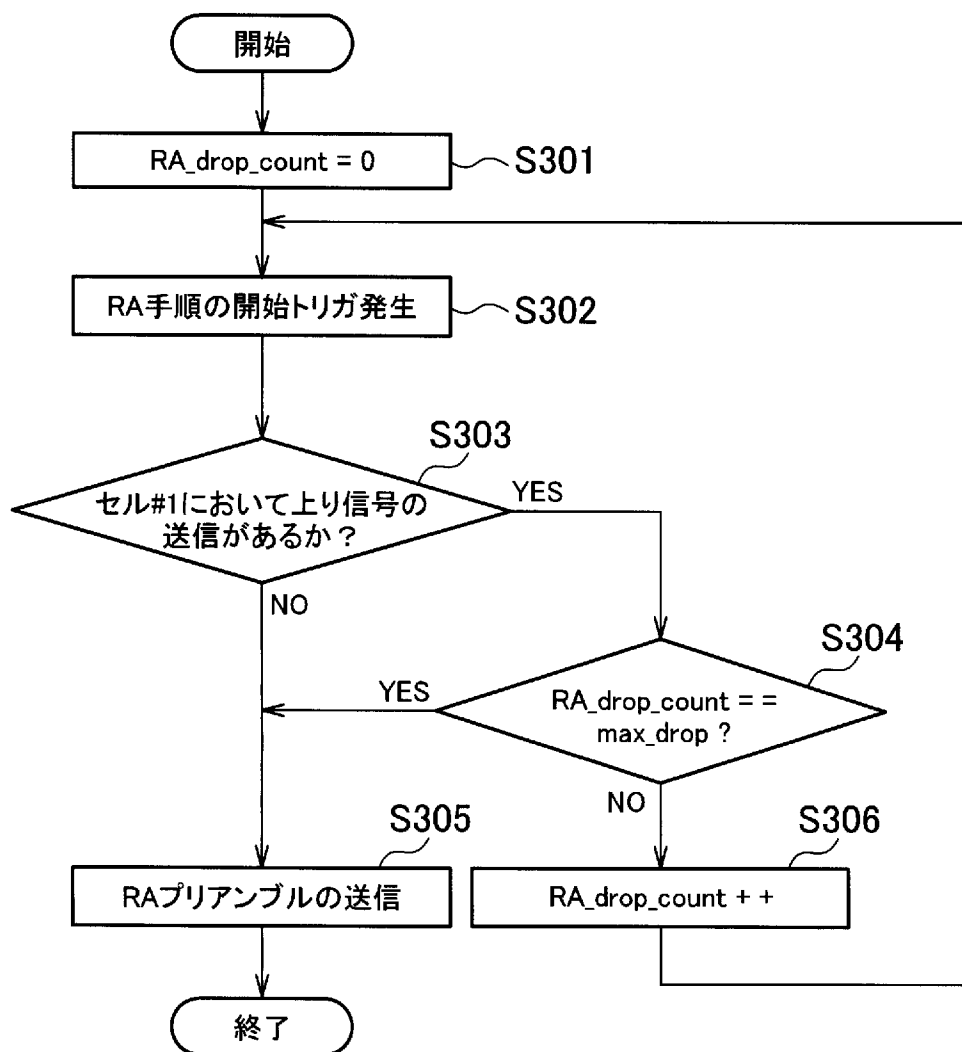 開始
RA_drop_count = 0
S301
RA手順の開始トリガ発生
S302
S303
セル#1において上り信号の
送信があるか？
YES
NO
S304
YES
RA_drop_count = =
max_drop ?
NO
S305
RAプリアンブルの送信
S306
RA_drop_count + +
終了